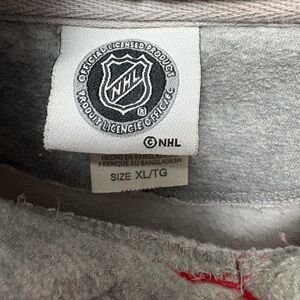 OFFICIAL LICENSED PRODUCT
NHL
®
PRODUIT LICENCIÉ OFFICIEL
© NHL
HECHO EN BANGLADESH
FABRIQUÉ AU BANGLADESH
SIZE XL/TG